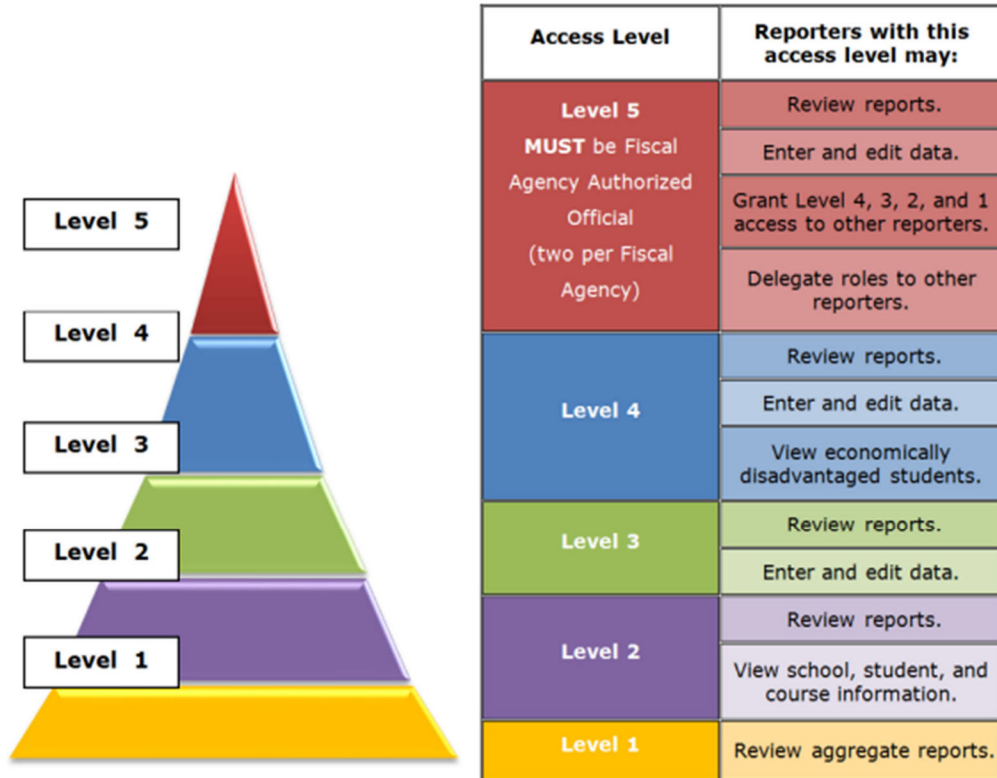 Level 5
Level 4
Level 3
Level 2
Level 1
Access Level
Reporters with this
access level may:
Level 5
MUST be Fiscal
Agency Authorized
Official
(two per Fiscal
Agency)
Review reports.
Enter and edit data.
Grant Level 4, 3, 2, and 1
access to other reporters.
Delegate roles to other
reporters.
Level 4
Review reports.
Enter and edit data.
View economically
disadvantaged students.
Level 3
Review reports.
Enter and edit data.
Level 2
Review reports.
View school, student, and
course information.
Level 1
Review aggregate reports.